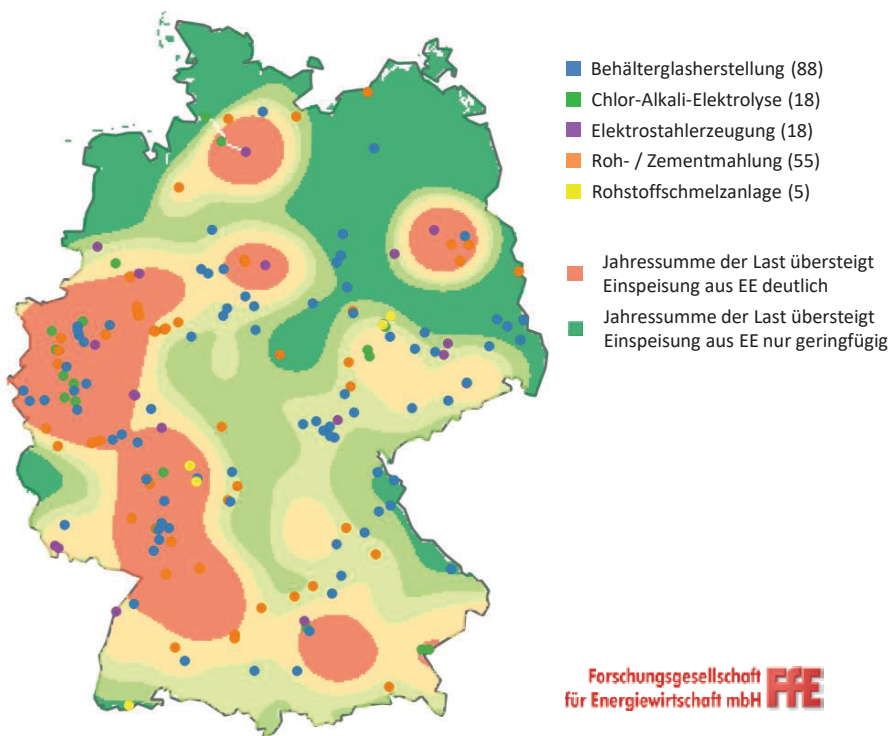 Behälterglasherstellung (88)
Chlor-Alkali-Elektrolyse (18)
Elektrostahlerzeugung (18)
Roh- / Zementmahlung (55)
Rohstoffschmelzanlage (5)
Jahressumme der Last übersteigt
Einspeisung aus EE deutlich
Jahressumme der Last übersteigt
Einspeisung aus EE nur geringfügig
Forschungsgesellschaft
für Energiewirtschaft mbH FfE